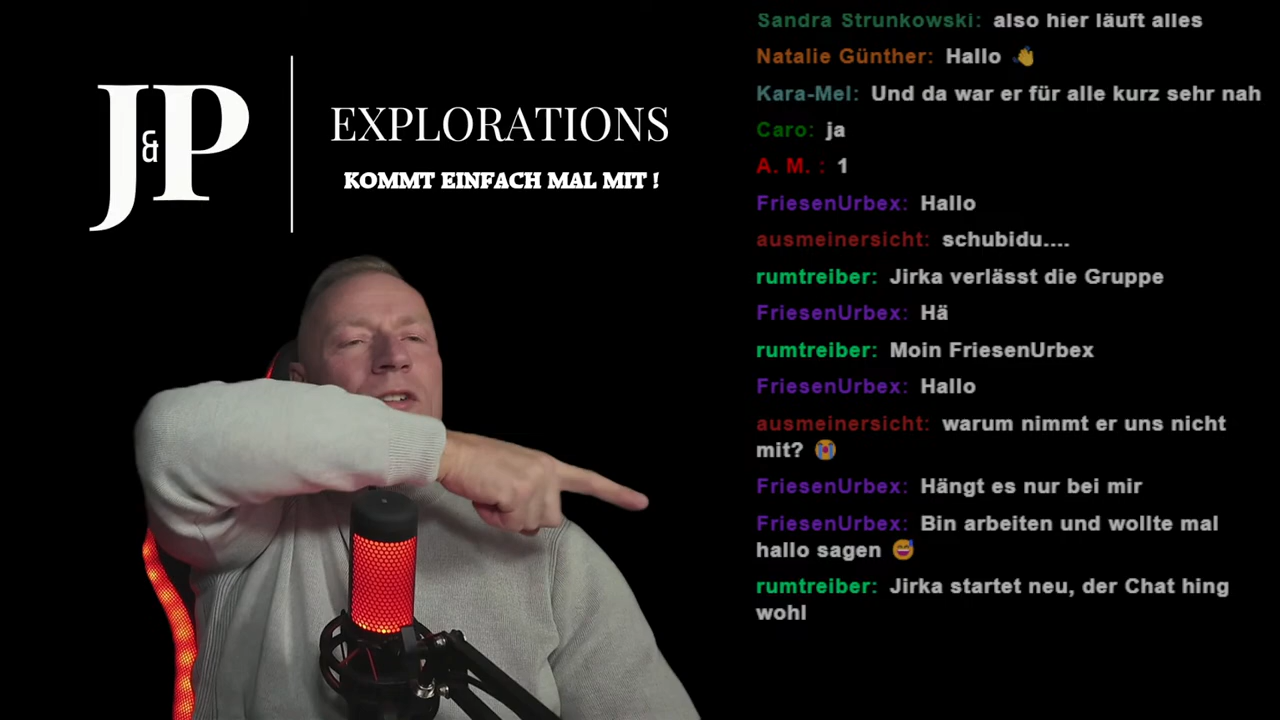 J&P
EXPLORATIONS
KOMMT EINFACH MAL MIT !
Sandra Strunkowski: also hier läuft alles
Natalie Günther: Hallo 👋
Kara-Mel: Und da war er für alle kurz sehr nah
Caro: ja
A. M. : 1
FriesenUrbex: Hallo
ausmeinersicht: schubidu....
rumtreiber: Jirka verlässt die Gruppe
FriesenUrbex: Hä
rumtreiber: Moin FriesenUrbex
FriesenUrbex: Hallo
ausmeinersicht: warum nimmt er uns nicht
mit? 😭
FriesenUrbex: Hängt es nur bei mir
FriesenUrbex: Bin arbeiten und wollte mal
hallo sagen 😅
rumtreiber: Jirka startet neu, der Chat hing
wohl